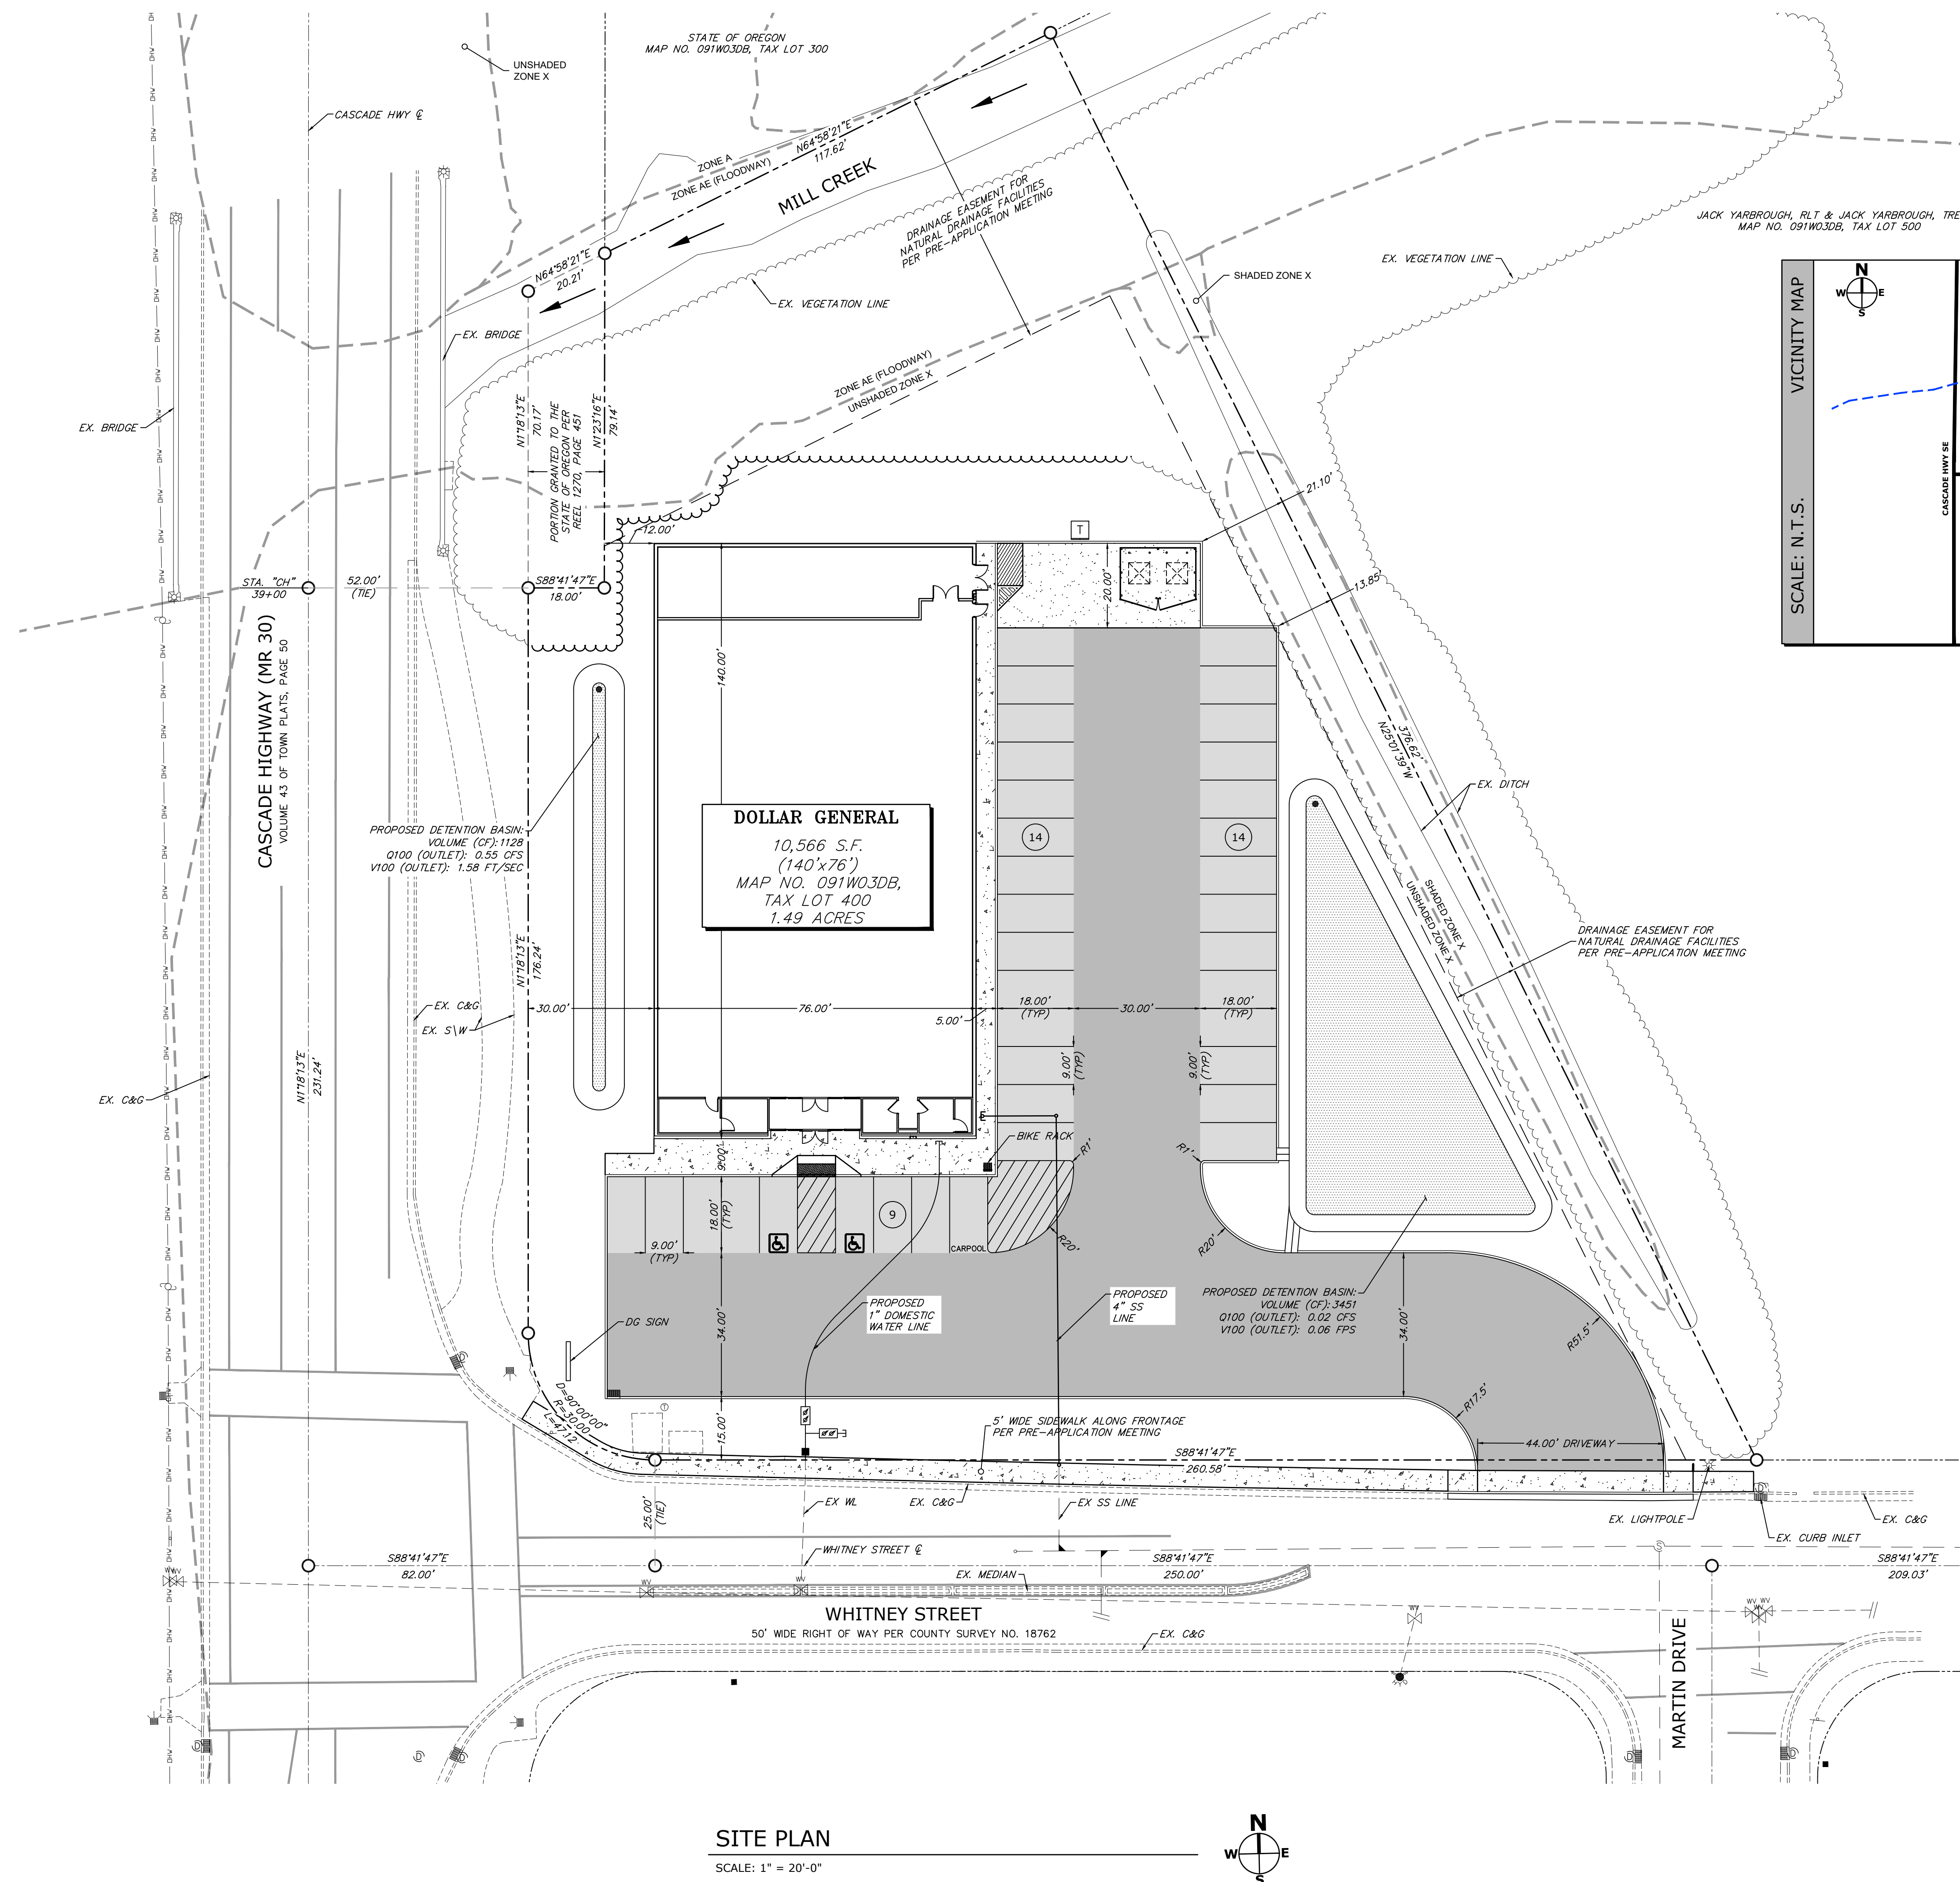 STATE OF OREGON
MAP NO. 091W03DB, TAX LOT 300
UNSHADED
ZONE X
CASCADE HWY ℄
ZONE A
ZONE AE (FLOODWAY)
N64°58'21"E
117.62'
MILL CREEK
DRAINAGE EASEMENT FOR
NATURAL DRAINAGE FACILITIES
PER PRE-APPLICATION MEETING
JACK YARBROUGH, RLT & JACK YARBROUGH, TRE
MAP NO. 091W03DB, TAX LOT 500
EX. VEGETATION LINE
SHADED ZONE X
N64°58'21"E
20.21'
EX. VEGETATION LINE
EX. BRIDGE
EX. BRIDGE
VICINITY MAP
SCALE: N.T.S.
N
W
E
S
CASCADE HWY SE
ZONE AE (FLOODWAY)
UNSHADED ZONE X
N1°18'13"E
70.17'
PORTION GRANTED TO THE
STATE OF OREGON PER
REEL 1270, PAGE 451
N1°23'16"E
79.14'
12.00'
T
21.10'
13.85'
20.00'
STA. "CH"
39+00
52.00'
(TIE)
S88°41'47"E
18.00'
CASCADE HIGHWAY (MR 30)
VOLUME 43 OF TOWN PLATS, PAGE 50
140.00'
376.62'
N25°01'39"W
EX. DITCH
PROPOSED DETENTION BASIN:
VOLUME (CF): 1128
Q100 (OUTLET): 0.55 CFS
V100 (OUTLET): 1.58 FT/SEC
DOLLAR GENERAL
10,566 S.F.
(140'x76')
MAP NO. 091W03DB,
TAX LOT 400
1.49 ACRES
14
14
SHADED ZONE X
UNSHADED ZONE X
DRAINAGE EASEMENT FOR
NATURAL DRAINAGE FACILITIES
PER PRE-APPLICATION MEETING
N1°18'13"E
176.24'
EX. C&G
EX. S\W
30.00'
76.00'
5.00'
18.00'
(TYP)
30.00'
18.00'
(TYP)
9.00'
(TYP)
9.00'
(TYP)
N1°18'13"E
231.24'
EX. C&G
BIKE RACK
R1'
R1'
9.00'
18.00'
(TYP)
9
9.00'
(TYP)
CARPOOL
R20'
R20'
PROPOSED
1" DOMESTIC
WATER LINE
PROPOSED
4" SS
LINE
PROPOSED DETENTION BASIN:
VOLUME (CF): 3451
Q100 (OUTLET): 0.02 CFS
V100 (OUTLET): 0.06 FPS
34.00'
34.00'
R51.5'
R17.5'
DG SIGN
D=90°00'00"
R=30.00
L=47.12
T
15.00'
5' WIDE SIDEWALK ALONG FRONTAGE
PER PRE-APPLICATION MEETING
S88°41'47"E
260.58'
44.00' DRIVEWAY
25.00'
(TIE)
EX WL
EX. C&G
EX SS LINE
EX. LIGHTPOLE
EX. CURB INLET
EX. C&G
WHITNEY STREET ℄
S88°41'47"E
82.00'
S88°41'47"E
250.00'
S88°41'47"E
209.03'
EX. MEDIAN
WV
WV
WV
WV
WV
WV
WHITNEY STREET
50' WIDE RIGHT OF WAY PER COUNTY SURVEY NO. 18762
EX. C&G
MARTIN DRIVE
OHW
SITE PLAN
SCALE: 1" = 20'-0"
N
W
E
S